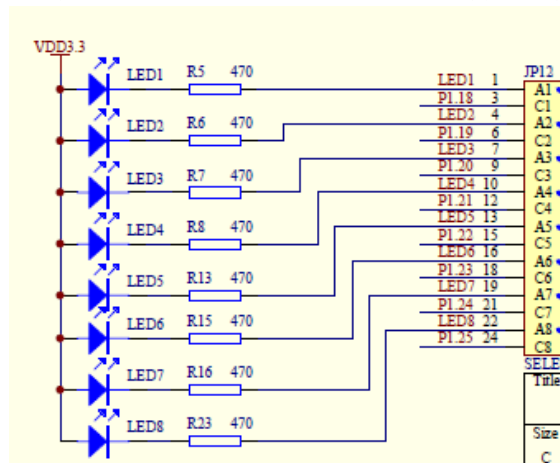 VDD3.3
LED1 R5 470
LED2 R6 470
LED3 R7 470
LED4 R8 470
LED5 R13 470
LED6 R15 470
LED7 R16 470
LED8 R23 470
JP12
LED1 1 A1
P1.18 3 C1
LED2 4 A2
P1.19 6 C2
LED3 7 A3
P1.20 9 C3
LED4 10 A4
P1.21 12 C4
LED5 13 A5
P1.22 15 C5
LED6 16 A6
P1.23 18 C6
LED7 19 A7
P1.24 21 C7
LED8 22 A8
P1.25 24 C8
SELE
Title
Size
C